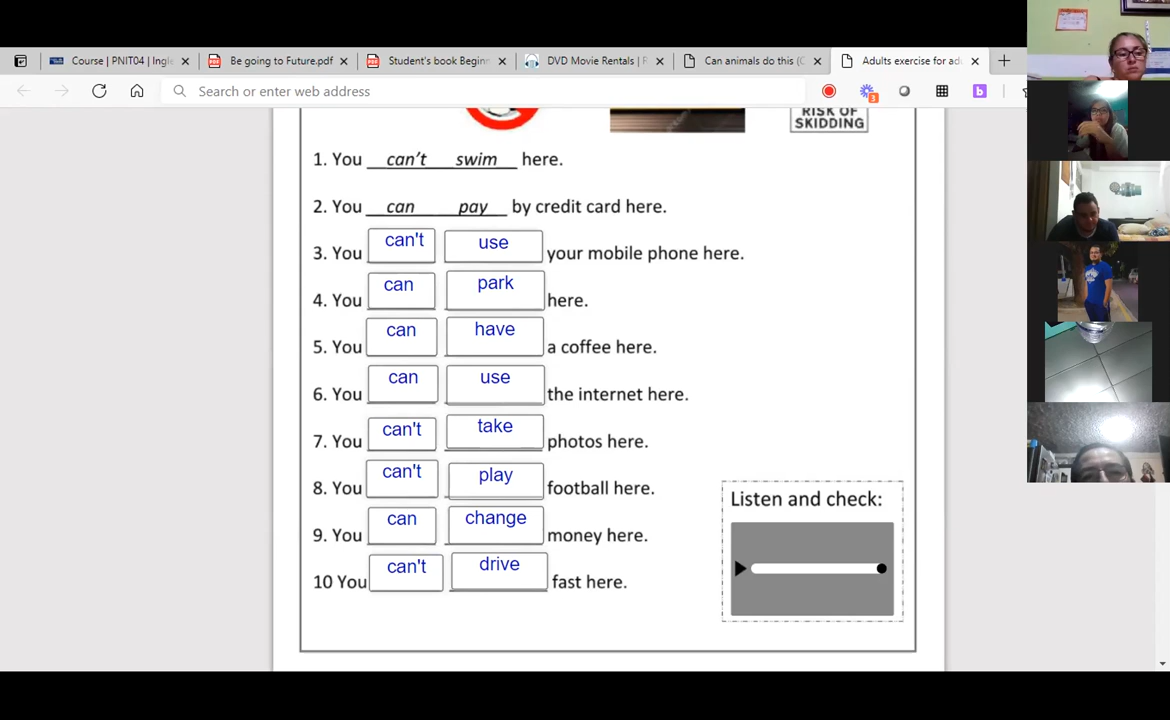 Course | PNIT04 | Ingle
Be going to Future.pdf
Student's book Beginn
DVD Movie Rentals | R
Can animals do this (C
Adults exercise for adu
Search or enter web address
3
b
RISK OF
SKIDDING
1. You can't swim here.
2. You can pay by credit card here.
3. You can't use your mobile phone here.
4. You can park here.
5. You can have a coffee here.
6. You can use the internet here.
7. You can't take photos here.
8. You can't play football here.
9. You can change money here.
10 You can't drive fast here.
Listen and check: